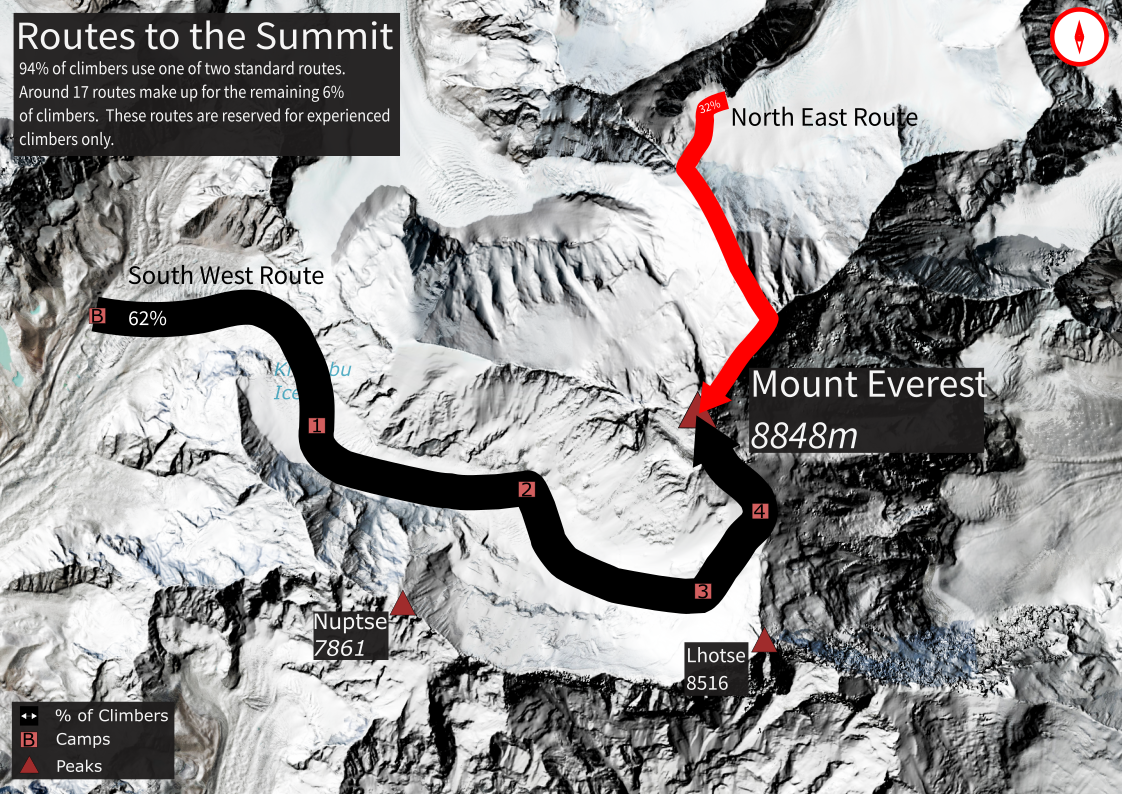 Routes to the Summit
94% of climbers use one of two standard routes.
Around 17 routes make up for the remaining 6%
of climbers. These routes are reserved for experienced
climbers only.
32%
North East Route
South West Route
B
62%
K bu
Ice
1
Mount Everest
8848m
2
4
3
Nuptse
7861
Lhotse
8516
% of Climbers
B Camps
Peaks